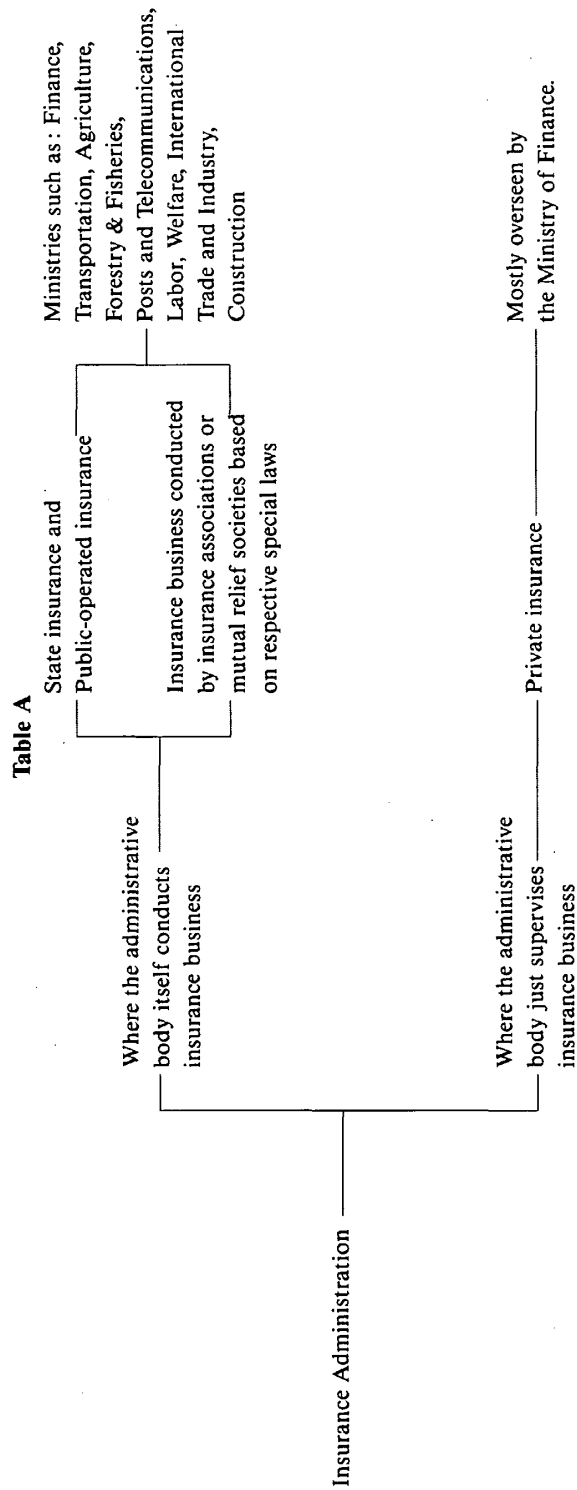 Table A
Insurance Administration
Where the administrative
body itself conducts
insurance business
State insurance and
Public-operated insurance
Insurance business conducted
by insurance associations or
mutual relief societies based
on respective special laws
Ministries such as : Finance,
Transportation, Agriculture,
Forestry & Fisheries,
Posts and Telecommunications,
Labor, Welfare, International
Trade and Industry,
Construction
Where the administrative
body just supervises
insurance business
Private insurance
Mostly overseen by
the Ministry of Finance.